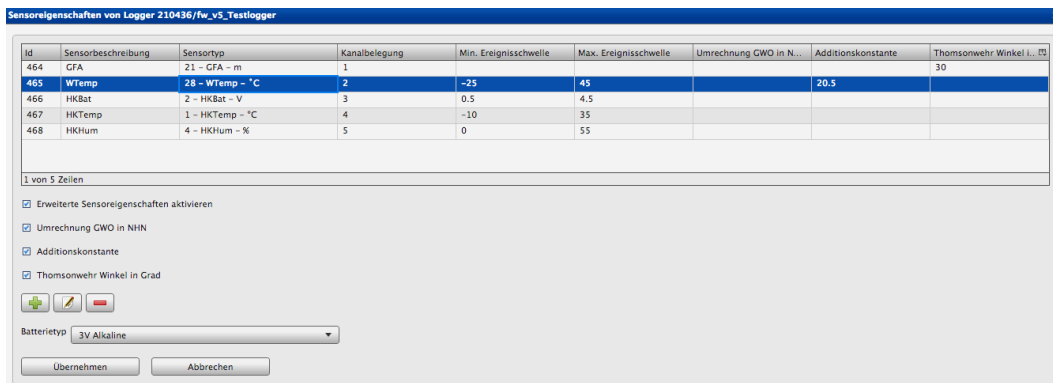 Sensoreigenschaften von Logger 210436/fw_v5_Testlogger
Id Sensorbeschreibung Sensortyp Kanalbelegung Min. Ereignisschwelle Max. Ereignisschwelle Umrechnung GWO in N... Additionskonstante Thomsonwehr Winkel i...
464 GFA 21 – GFA – m 1 30
465 WTemp 28 – WTemp – °C 2 −25 45 20.5
466 HKBat 2 – HKBat – V 3 0.5 4.5
467 HKTemp 1 – HKTemp – °C 4 −10 35
468 HKHum 4 – HKHum – % 5 0 55
1 von 5 Zeilen
Erweiterte Sensoreigenschaften aktivieren
Umrechnung GWO in NHN
Additionskonstante
Thomsonwehr Winkel in Grad
Batterietyp 3V Alkaline
Übernehmen Abbrechen